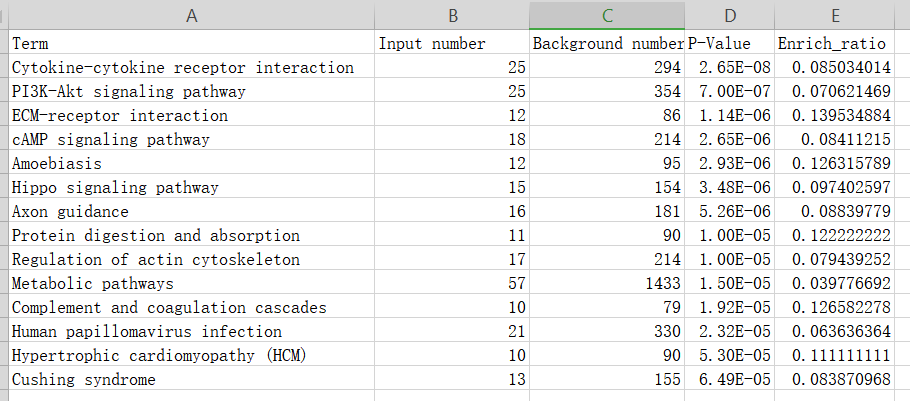 A B C D E
Term Input number Background number P-Value Enrich_ratio
Cytokine-cytokine receptor interaction 25 294 2.65E-08 0.085034014
PI3K-Akt signaling pathway 25 354 7.00E-07 0.070621469
ECM-receptor interaction 12 86 1.14E-06 0.139534884
cAMP signaling pathway 18 214 2.65E-06 0.08411215
Amoebiasis 12 95 2.93E-06 0.126315789
Hippo signaling pathway 15 154 3.48E-06 0.097402597
Axon guidance 16 181 5.26E-06 0.08839779
Protein digestion and absorption 11 90 1.00E-05 0.122222222
Regulation of actin cytoskeleton 17 214 1.00E-05 0.079439252
Metabolic pathways 57 1433 1.50E-05 0.039776692
Complement and coagulation cascades 10 79 1.92E-05 0.126582278
Human papillomavirus infection 21 330 2.32E-05 0.063636364
Hypertrophic cardiomyopathy (HCM) 10 90 5.30E-05 0.111111111
Cushing syndrome 13 155 6.49E-05 0.083870968